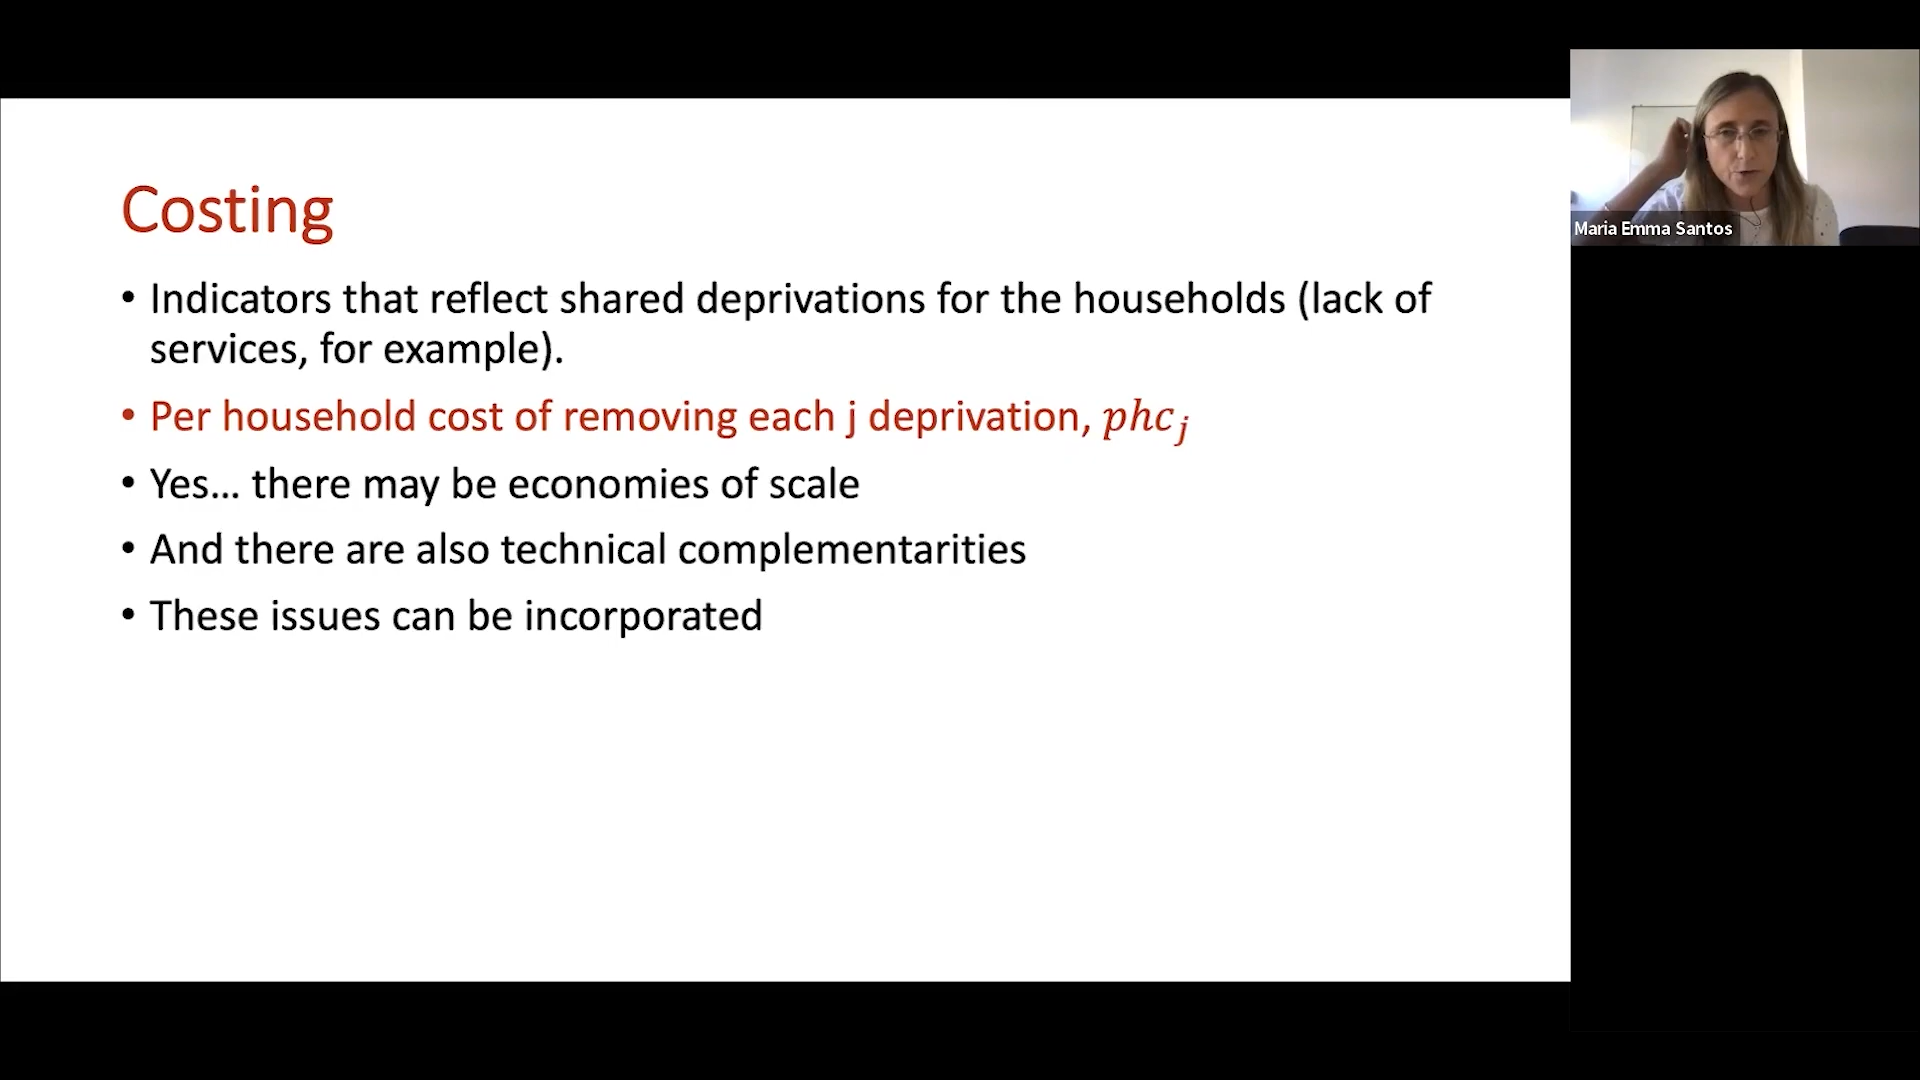 Costing
• Indicators that reflect shared deprivations for the households (lack of
services, for example).
• Per household cost of removing each j deprivation, phc_j
• Yes... there may be economies of scale
• And there are also technical complementarities
• These issues can be incorporated
Maria Emma Santos